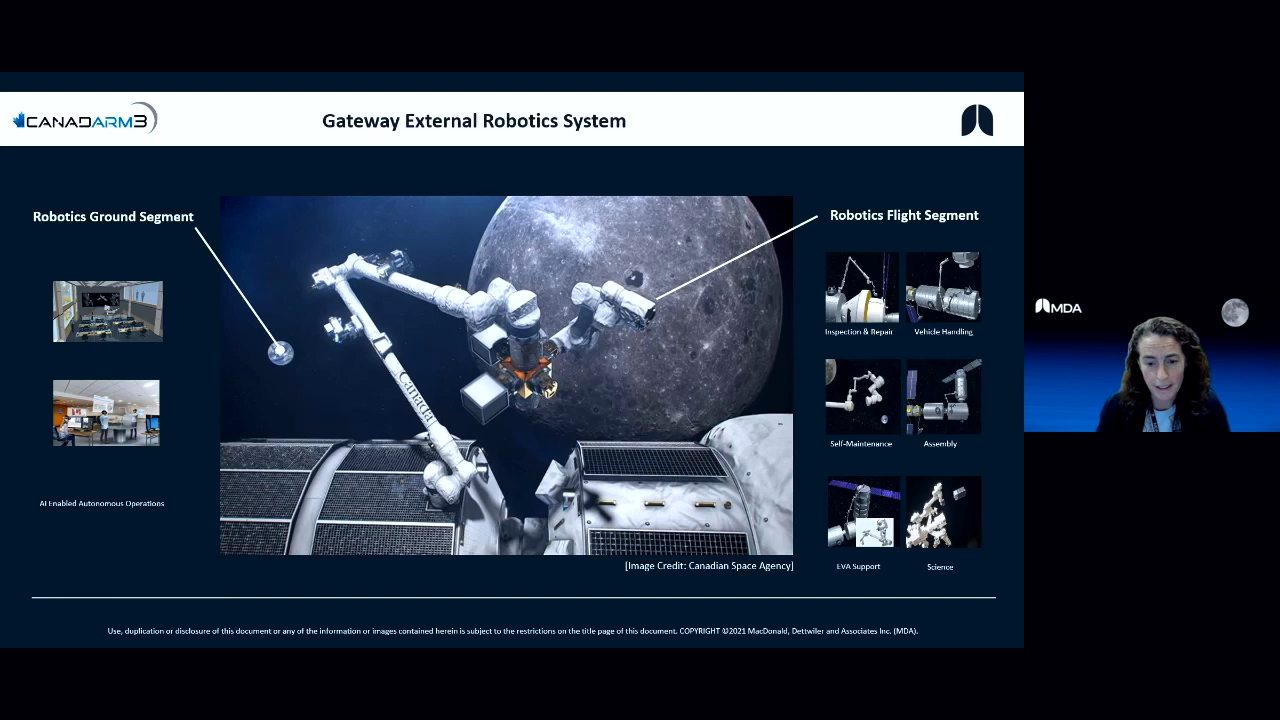 CANADARM3
Gateway External Robotics System
Robotics Ground Segment
Robotics Flight Segment
Canada
Inspection & Repair
Vehicle Handling
MDA
Self-Maintenance
Assembly
AI Enabled Autonomous Operations
EVA Support
Science
[Image Credit: Canadian Space Agency]
Use, duplication or disclosure of this document or any of the information or images contained herein is subject to the restrictions on the title page of this document. COPYRIGHT ©2021 MacDonald, Dettwiler and Associates Inc. (MDA).